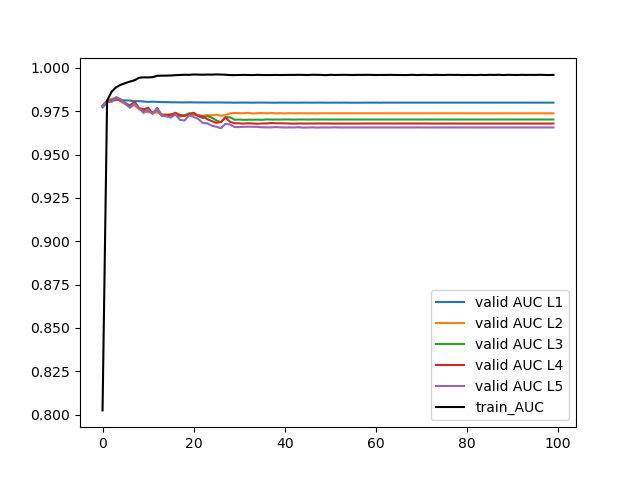 1.000
0.975
0.950
0.925
0.900
0.875
0.850
0.825
0.800
0 20 40 60 80 100
valid AUC L1
valid AUC L2
valid AUC L3
valid AUC L4
valid AUC L5
train_AUC